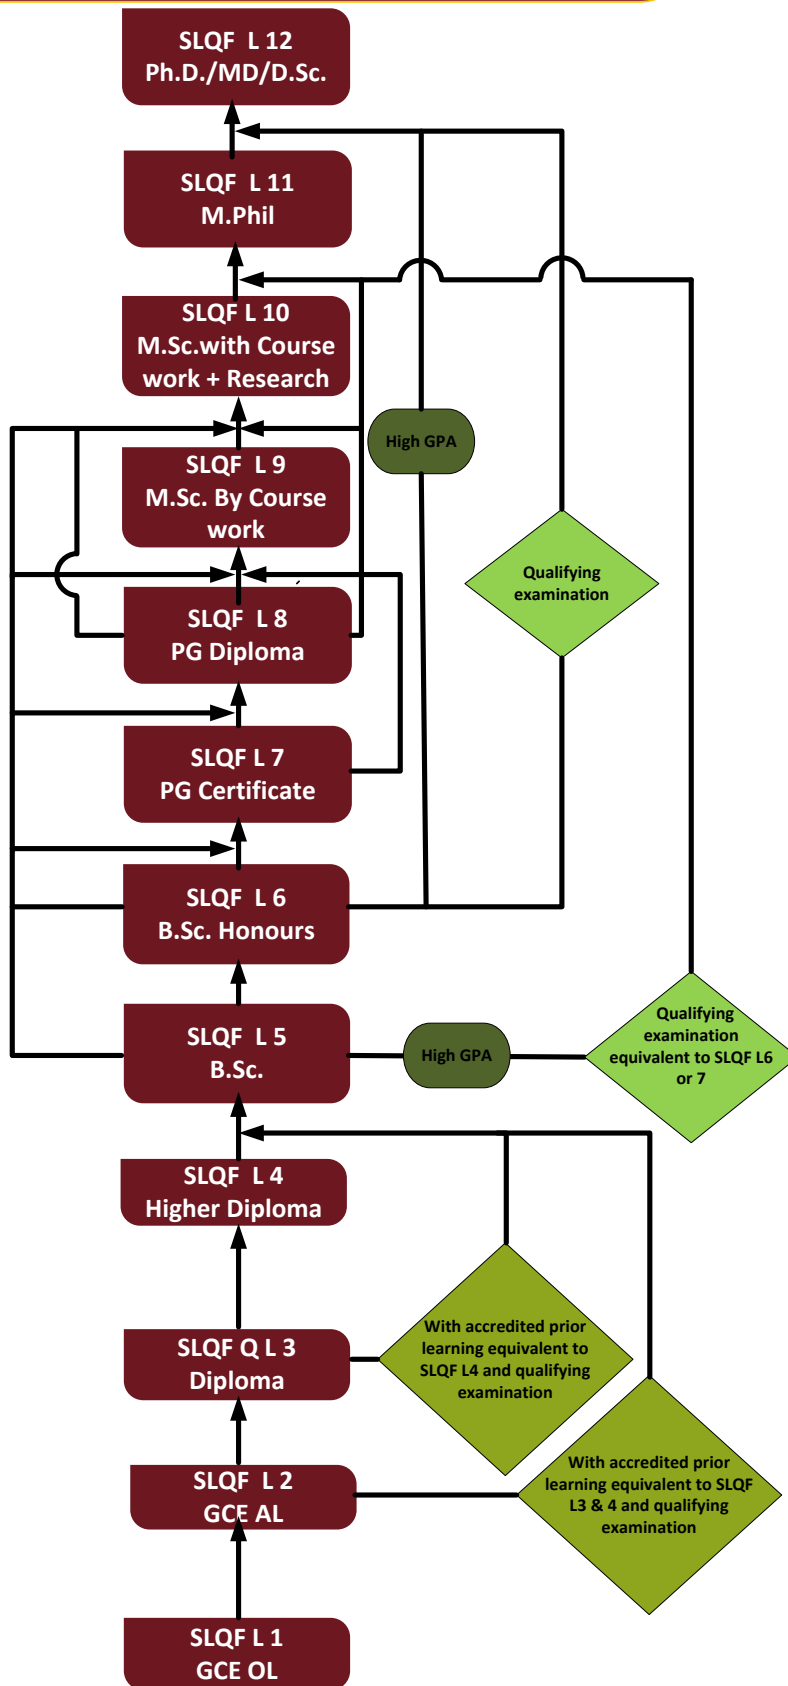 SLQF L 12
Ph.D./MD/D.Sc.
SLQF L 11
M.Phil
SLQF L 10
M.Sc.with Course
work + Research
High GPA
SLQF L 9
M.Sc. By Course
work
Qualifying
examination
SLQF L 8
PG Diploma
SLQF L 7
PG Certificate
SLQF L 6
B.Sc. Honours
SLQF L 5
B.Sc.
High GPA
Qualifying
examination
equivalent to SLQF L6
or 7
SLQF L 4
Higher Diploma
SLQF Q L 3
Diploma
With accredited prior
learning equivalent to
SLQF L4 and qualifying
examination
SLQF L 2
GCE AL
With accredited prior
learning equivalent to SLQF
L3 & 4 and qualifying
examination
SLQF L 1
GCE OL